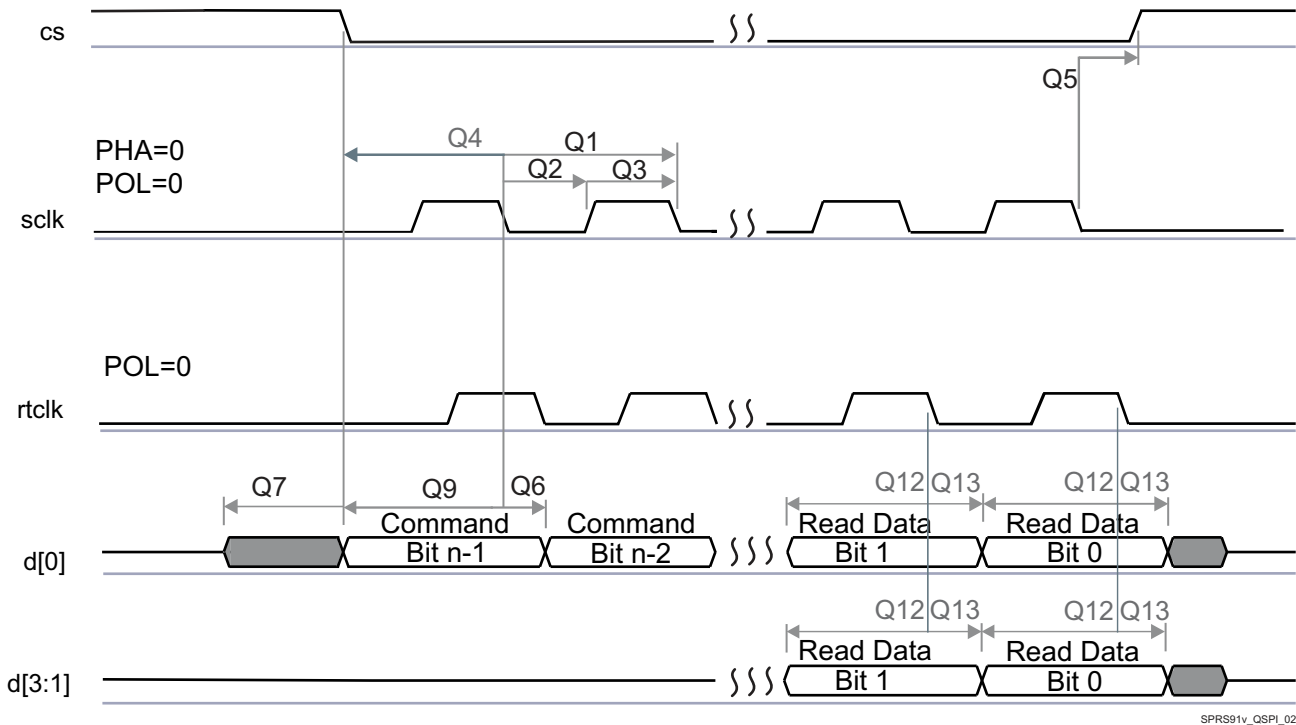 cs
Q5
PHA=0
POL=0
Q4
Q1
Q2
Q3
sclk
POL=0
rtclk
Q7
Q9
Q6
Q12
Q13
Q12
Q13
d[0]
Command
Bit n-1
Command
Bit n-2
Read Data
Bit 1
Read Data
Bit 0
Q12
Q13
Q12
Q13
d[3:1]
Read Data
Bit 1
Read Data
Bit 0
SPRS91v_QSPI_02